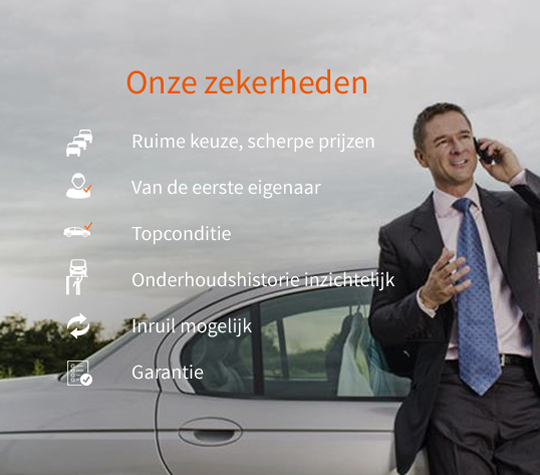 Onze zekerheden
Ruime keuze, scherpe prijzen
Van de eerste eigenaar
Topconditie
Onderhoudshistorie inzichtelijk
Inruil mogelijk
Garantie